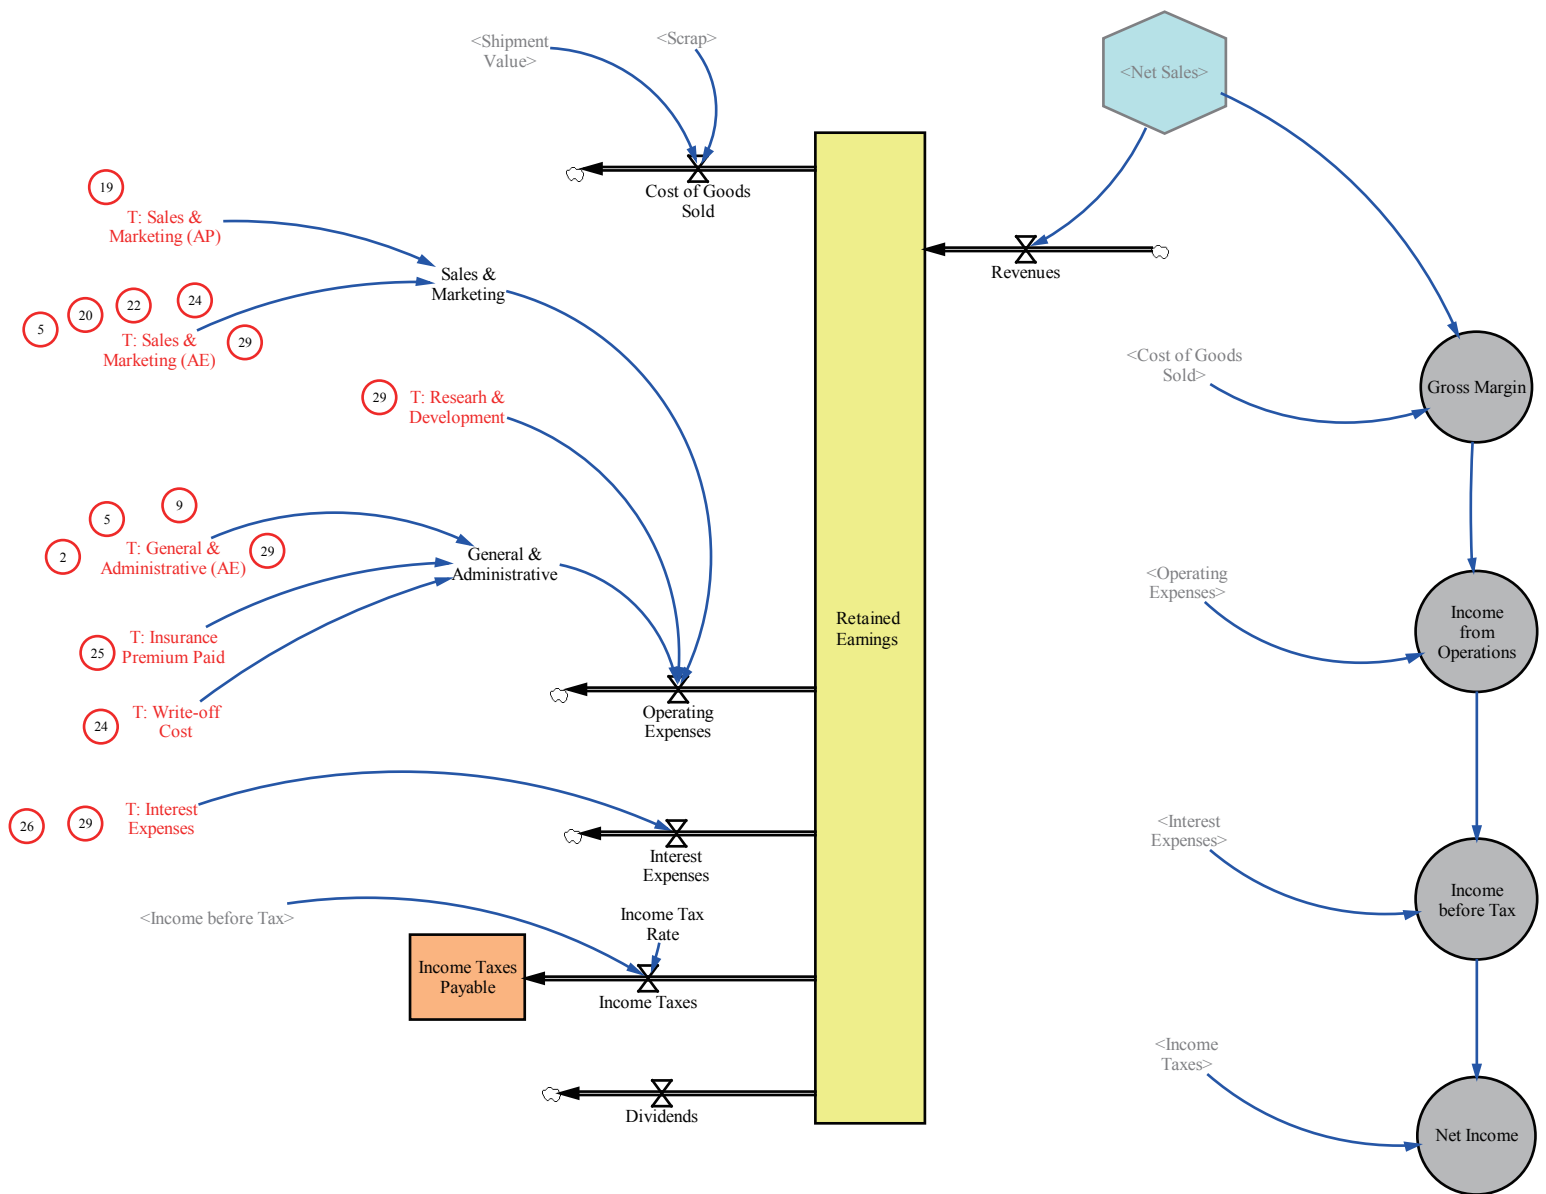 <Shipment
Value>
<Scrap>
<Net Sales>
Cost of Goods
Sold
19
T: Sales &
Marketing (AP)
Revenues
Sales &
Marketing
5
20
22
24
T: Sales &
Marketing (AE)
29
<Cost of Goods
Sold>
Gross Margin
29
T: Researh &
Development
2
5
9
T: General &
Administrative (AE)
29
General &
Administrative
<Operating
Expenses>
Income
from
Operations
Retained
Earnings
T: Insurance
Premium Paid
25
T: Write-off
Cost
24
Operating
Expenses
26
29
T: Interest
Expenses
Interest
Expenses
<Interest
Expenses>
Income
before Tax
<Income before Tax>
Income Tax
Rate
Income Taxes
Payable
Income Taxes
<Income
Taxes>
Dividends
Net Income